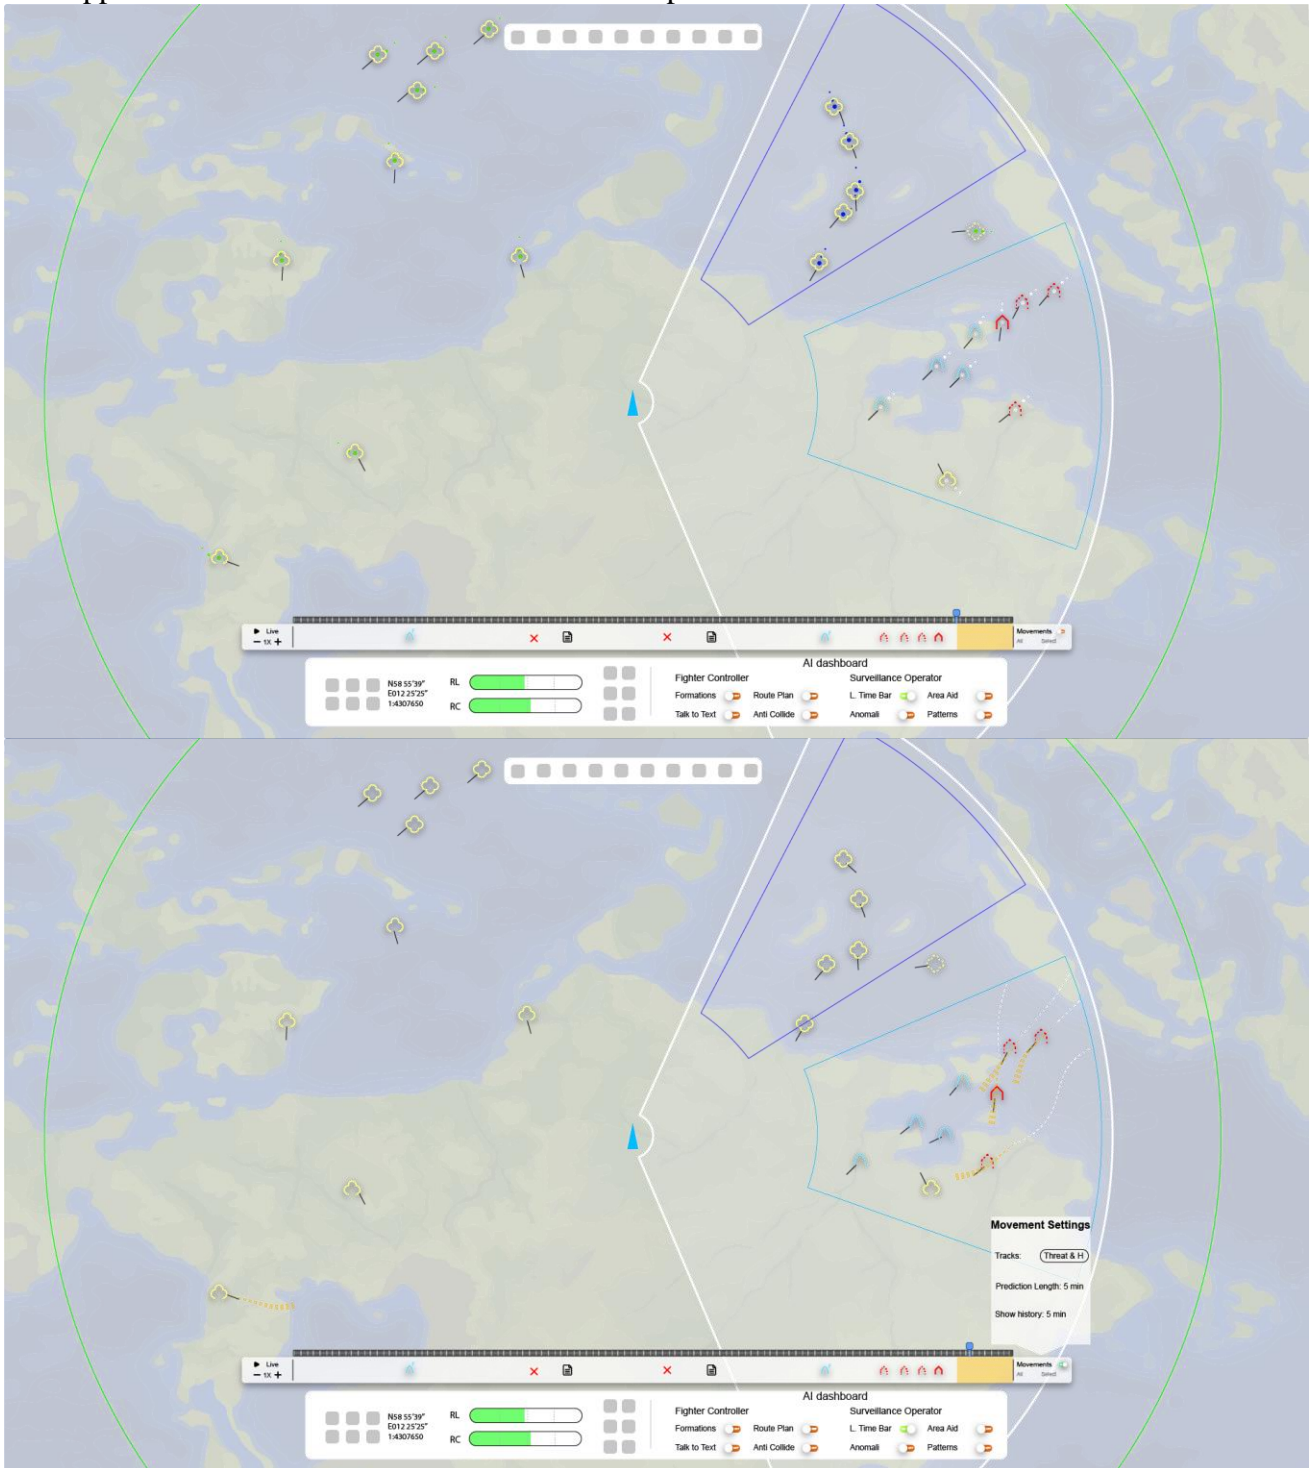 Live
1X
Movements
All Select
AI dashboard
N58 55'39"
E012 25'25"
1:4307650
RL
RC
Fighter Controller
Surveillance Operator
Formations
Route Plan
L. Time Bar
Area Aid
Talk to Text
Anti Collide
Anomali
Patterns
Movement Settings
Tracks: Threat & H
Prediction Length: 5 min
Show history: 5 min
Live
1X
Movements
All Select
AI dashboard
N58 55'39"
E012 25'25"
1:4307650
RL
RC
Fighter Controller
Surveillance Operator
Formations
Route Plan
L. Time Bar
Area Aid
Talk to Text
Anti Collide
Anomali
Patterns